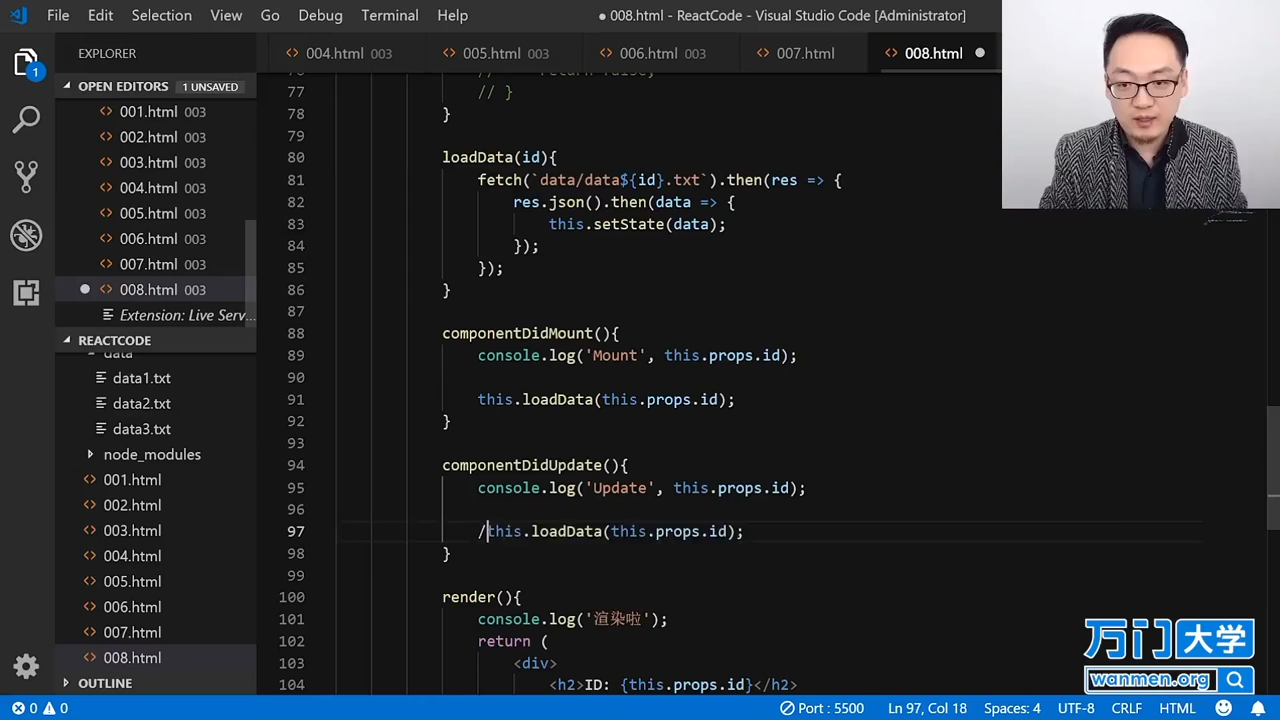 File Edit Selection View Go Debug Terminal Help
● 008.html - ReactCode - Visual Studio Code [Administrator]
EXPLORER
004.html 003
005.html 003
006.html 003
007.html
008.html
OPEN EDITORS 1 UNSAVED
001.html 003
002.html 003
003.html 003
004.html 003
005.html 003
006.html 003
007.html 003
008.html 003
Extension: Live Serv...
REACTCODE
data
data1.txt
data2.txt
data3.txt
node_modules
001.html
002.html
003.html
004.html
005.html
006.html
007.html
008.html
OUTLINE
1
76 // return false;
77 // }
78 }
79
80 loadData(id){
81 fetch(`data/data${id}.txt`).then(res => {
82 res.json().then(data => {
83 this.setState(data);
84 });
85 });
86 }
87
88 componentDidMount(){
89 console.log('Mount', this.props.id);
90
91 this.loadData(this.props.id);
92 }
93
94 componentDidUpdate(){
95 console.log('Update', this.props.id);
96
97 /this.loadData(this.props.id);
98 }
99
100 render(){
101 console.log('渲染啦');
102 return (
103 <div>
104 <h2>ID: {this.props.id}</h2>
万门大学
wanmen.org
0 0
Port : 5500
Ln 97, Col 18
Spaces: 4
UTF-8
CRLF
HTML